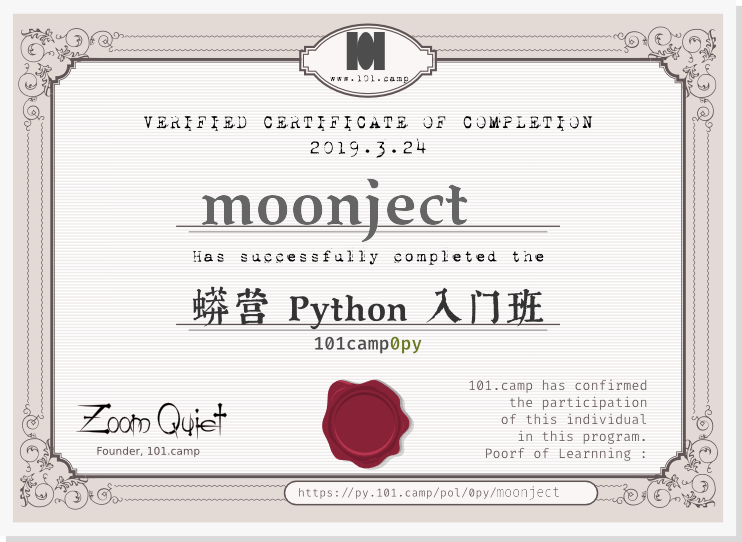 101
www.101.camp
VERIFIED CERTIFICATE OF COMPLETION
2019.3.24
moonject
Has successfully completed the
蟒营 Python 入门班
101camp0py
101.camp has confirmed
the participation
of this individual
in this program.
Poorf of Learnning :
Zoom Quiet
Founder, 101.camp
https://py.101.camp/pol/0py/moonject